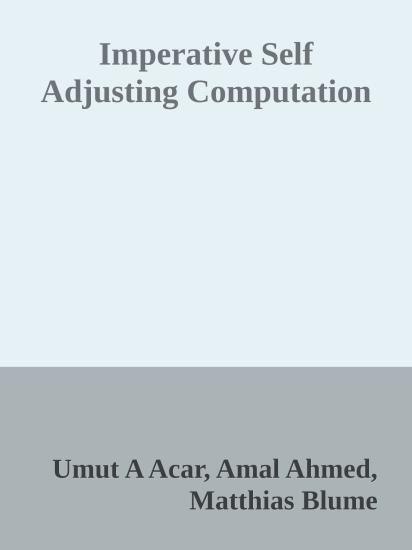 Imperative Self
Adjusting Computation
Umut A Acar, Amal Ahmed,
Matthias Blume